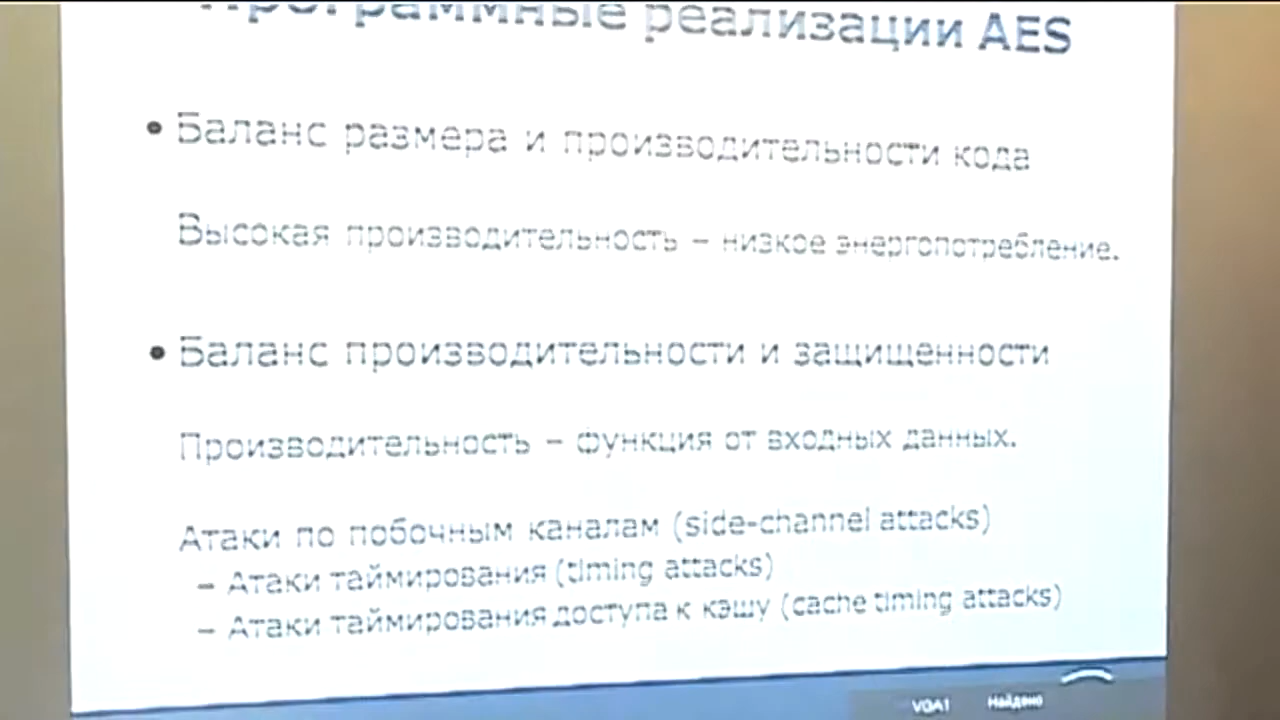 Программные реализации AES
• Баланс размера и производительности кода
Высокая производительность – низкое энергопотребление.
• Баланс производительности и защищенности
Производительность – функция от входных данных.
Атаки по побочным каналам (side-channel attacks)
– Атаки таймирования (timing attacks)
– Атаки таймирования доступа к кэшу (cache timing attacks)
VGA1 Найдено